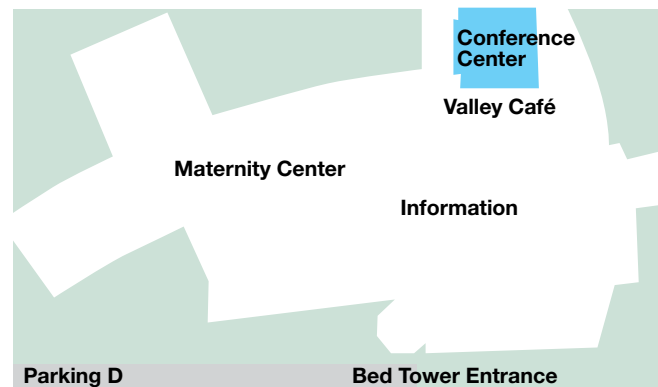 Conference
Center
Valley Café
Maternity Center
Information
Parking D
Bed Tower Entrance